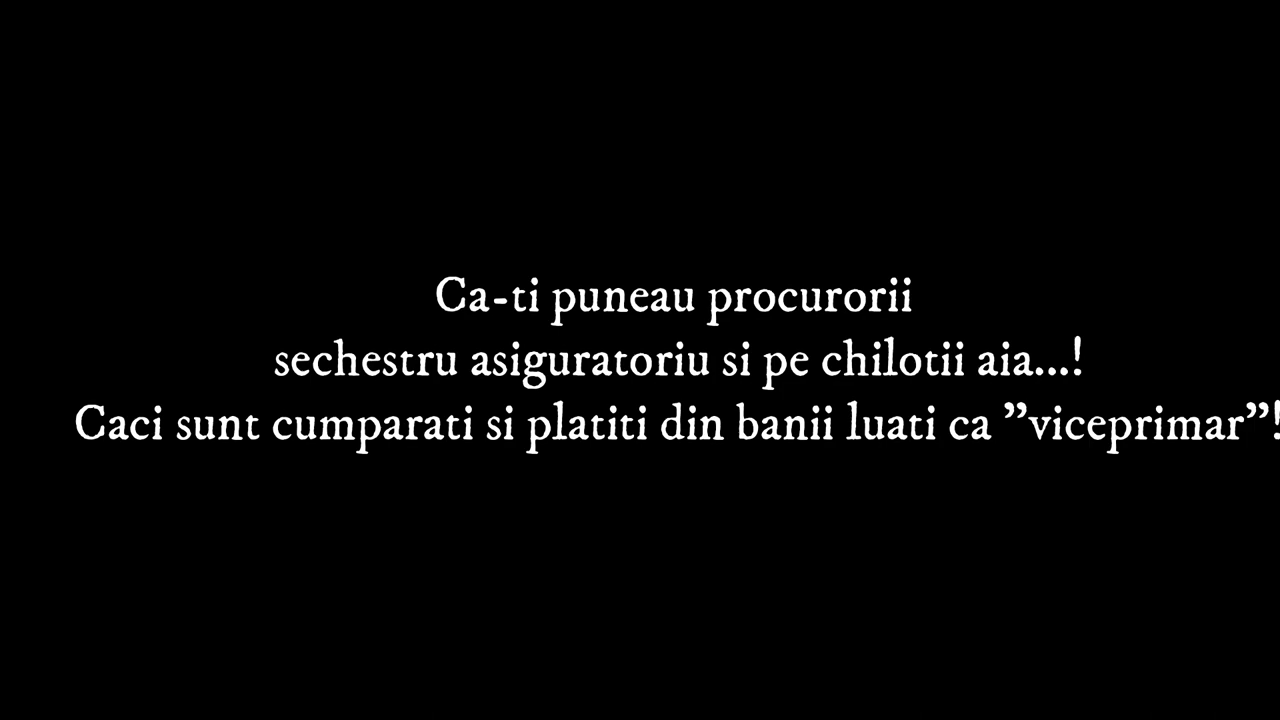 Ca-ti puneau procurorii
sechestru asiguratoriu si pe chilotii aia...!
Caci sunt cumparati si platiti din banii luati ca ”viceprimar”!